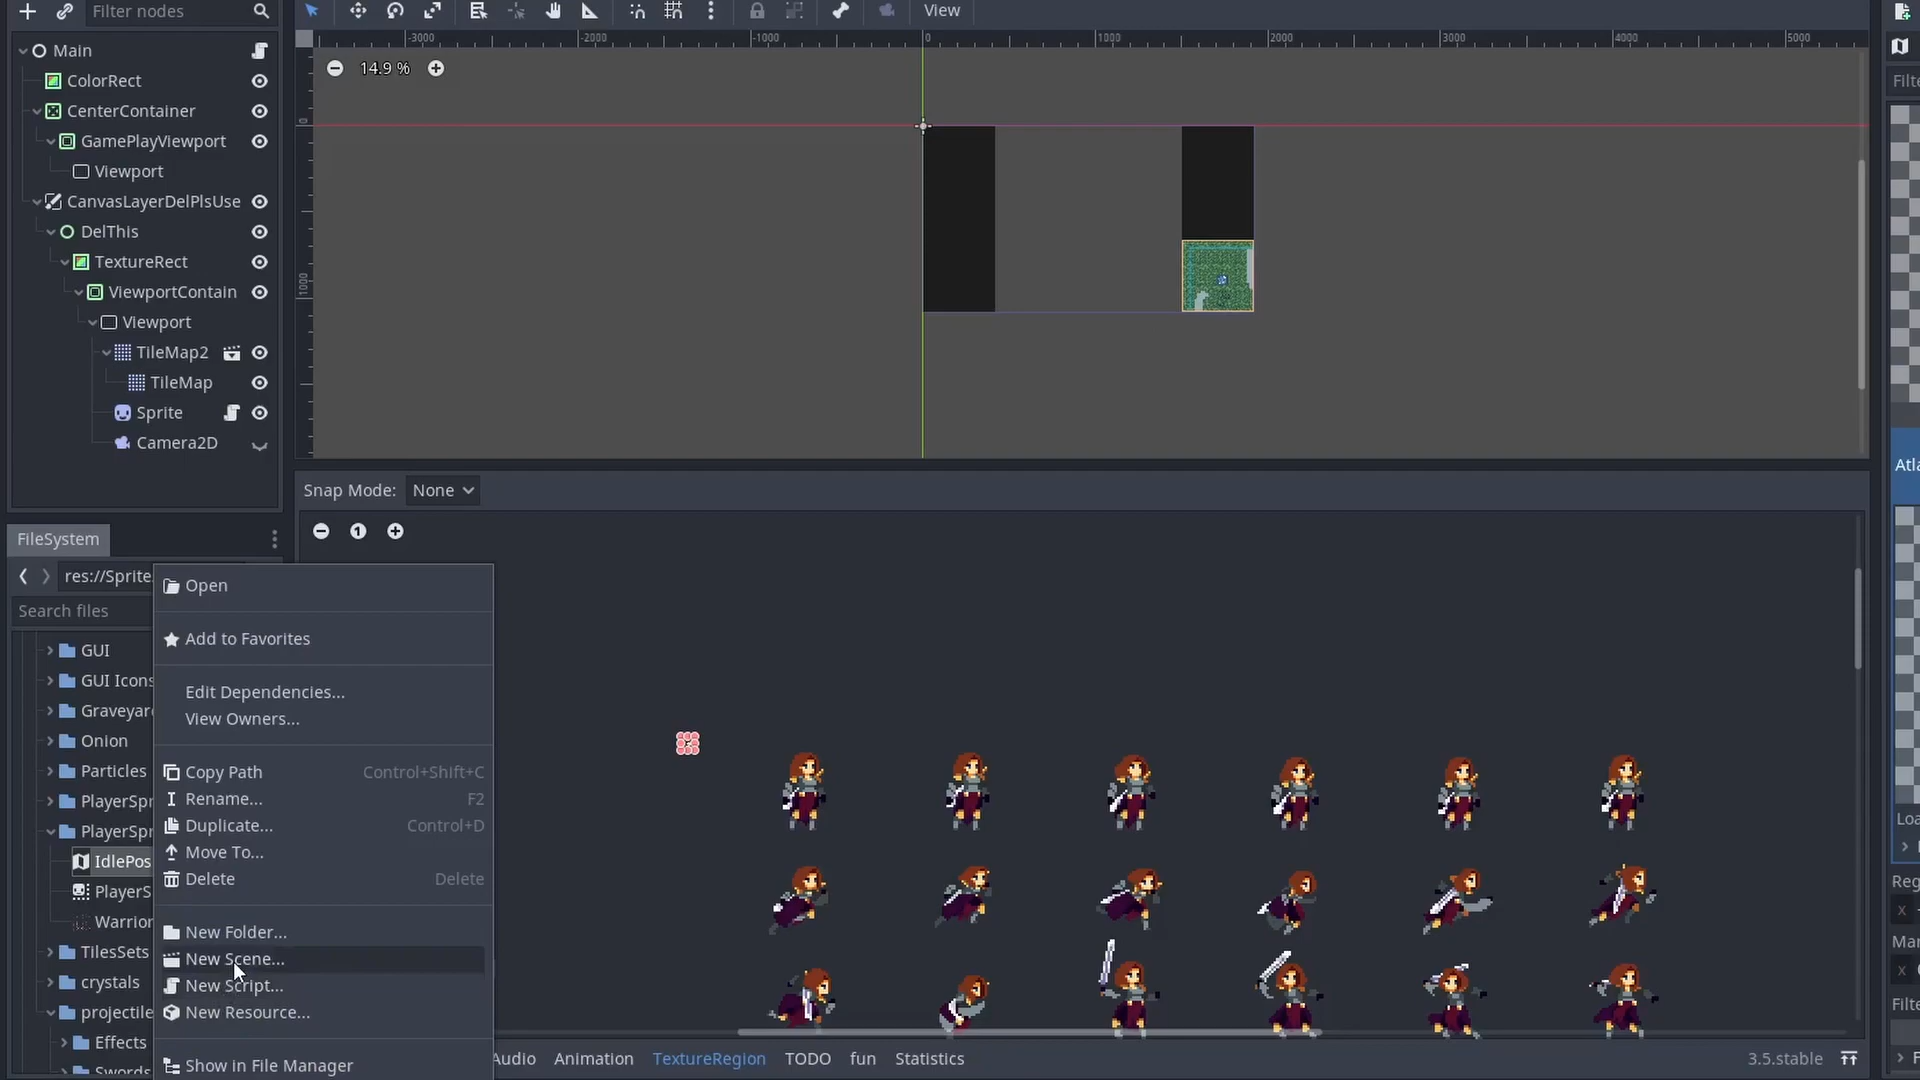 Filter nodes
View
Main
ColorRect
CenterContainer
GamePlayViewport
Viewport
CanvasLayerDelPlsUse
DelThis
TextureRect
ViewportContain
Viewport
TileMap2
TileMap
Sprite
Camera2D
-3000
-2000
-1000
0
1000
2000
3000
4000
5000
0
1000
14.9 %
Snap Mode:
None
FileSystem
res://Sprite
Search files
GUI
GUI Icons
Graveyar
Onion
Particles
PlayerSpr
PlayerSpr
IdlePos
PlayerS
Warrior
TilesSets
crystals
projectile
Effects
Swords
Open
Add to Favorites
Edit Dependencies...
View Owners...
Copy Path Control+Shift+C
Rename... F2
Duplicate... Control+D
Move To...
Delete Delete
New Folder...
New Scene...
New Script...
New Resource...
Show in File Manager
Audio
Animation
TextureRegion
TODO
fun
Statistics
3.5.stable
Filte
Atla
Loa
Reg
x
Mar
x
Filte